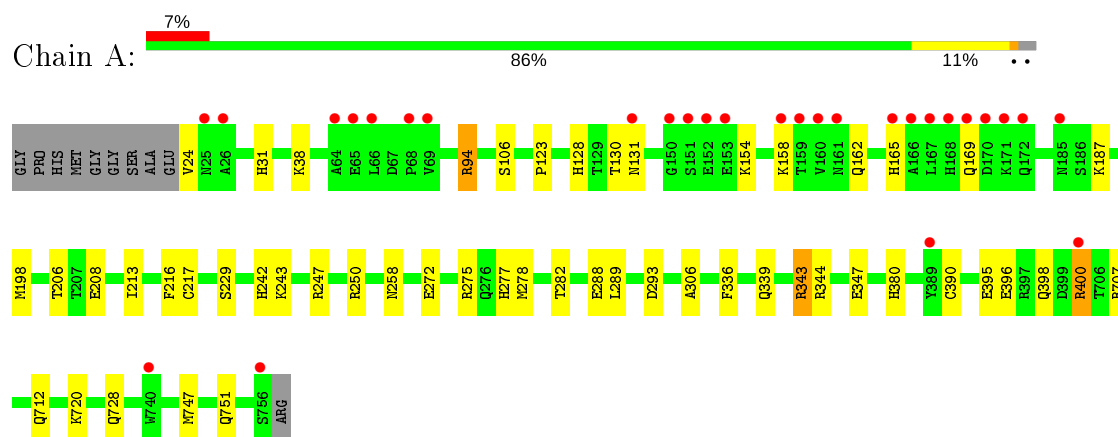 7%
Chain A:
86% 11% • •
GLY PRO HIS MET GLY GLY SER ALA GLU V24 N25 A26 H31 K38 A64 E65 L66 D67 P68 V69 R94 S106 P123 H128 T129 T130 N131 G150 S151 E152 E153 K154 K158 T159 V160 N161 Q162 H165 A166 L167 H168 Q169 D170 K171 Q172 N185 S186 K187
M198 T206 T207 E208 I213 F216 C217 S229 H242 K243 R247 R250 N258 E272 R275 Q276 H277 M278 T282 E288 L289 D293 A306 F336 Q339 R343 R344 E347 H380 Y389 C390 E395 E396 R397 Q398 D399 R400 T706
Q712 K720 Q728 W740 M747 Q751 S756 ARG